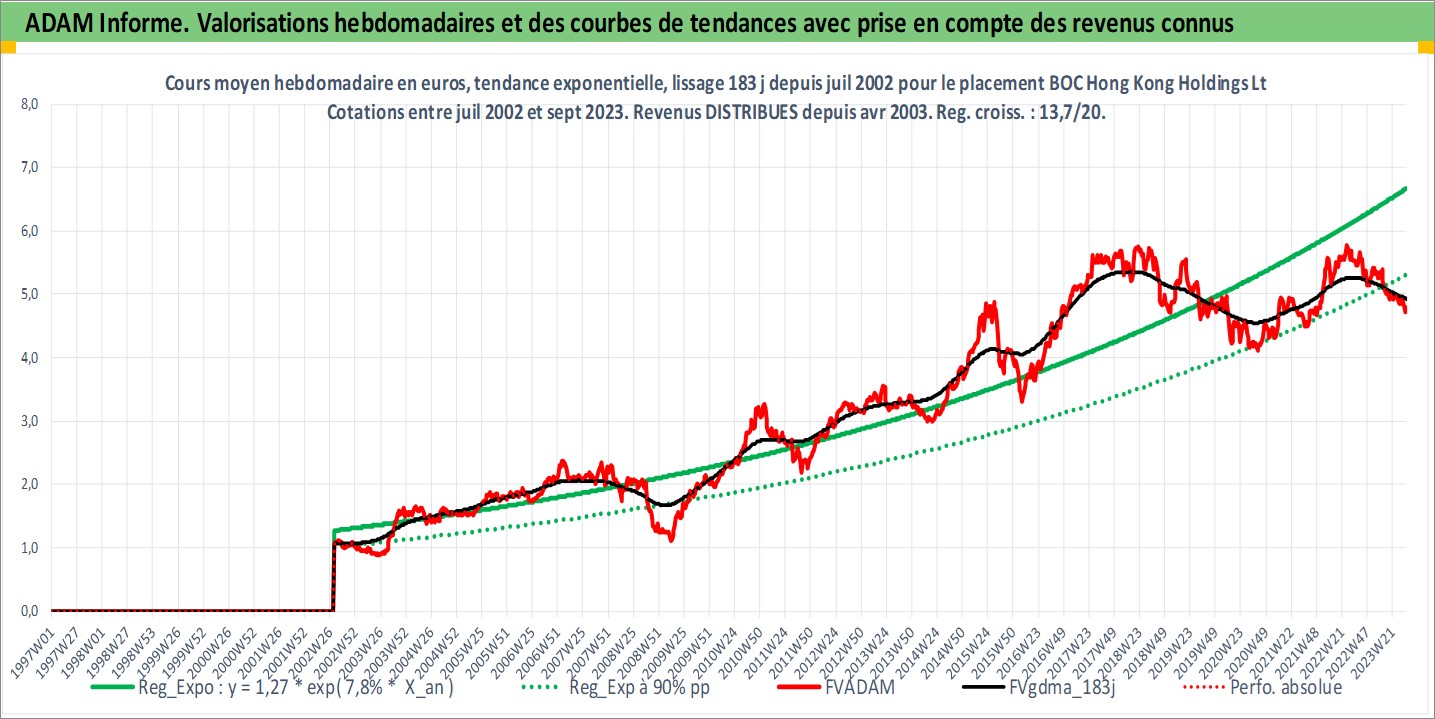 ADAM Informe. Valorisations hebdomadaires et des courbes de tendances avec prise en compte des revenus connus
Cours moyen hebdomadaire en euros, tendance exponentielle, lissage 183 j depuis juil 2002 pour le placement BOC Hong Kong Holdings Lt
Cotations entre juil 2002 et sept 2023. Revenus DISTRIBUES depuis avr 2003. Reg. croiss. : 13,7/20.
8,0
7,0
6,0
5,0
4,0
3,0
2,0
1,0
0,0
1997W01 1997W27 1998W01 1998W27 1998W53 1999W26 1999W52 2000W26 2000W52 2001W26 2001W52 2002W26 2002W52 2003W26 2003W52 2004W26 2004W52 2005W25 2005W51 2006W25 2006W51 2007W25 2007W51 2008W25 2008W51 2009W25 2009W51 2010W24 2010W50 2011W24 2011W50 2012W24 2012W50 2013W24 2013W50 2014W24 2014W50 2015W24 2015W50 2016W23 2016W49 2017W23 2017W49 2018W23 2018W49 2019W23 2019W49 2020W23 2020W49 2021W22 2021W48 2022W21 2022W47 2023W21
Reg_Expo : y = 1,27 * exp( 7,8% * X_an ) Reg_Exp à 90% pp FVADAM FVgdma_183j Perfo. absolue